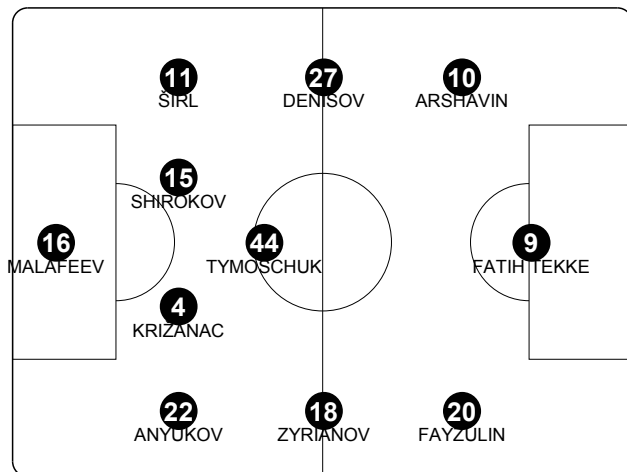 11
ŠIRL
27
DENISOV
10
ARSHAVIN
15
SHIROKOV
16
MALAFEEV
44
TYMOSCHUK
9
FATIH TEKKE
4
KRIŽANAC
22
ANYUKOV
18
ZYRIANOV
20
FAYZULIN